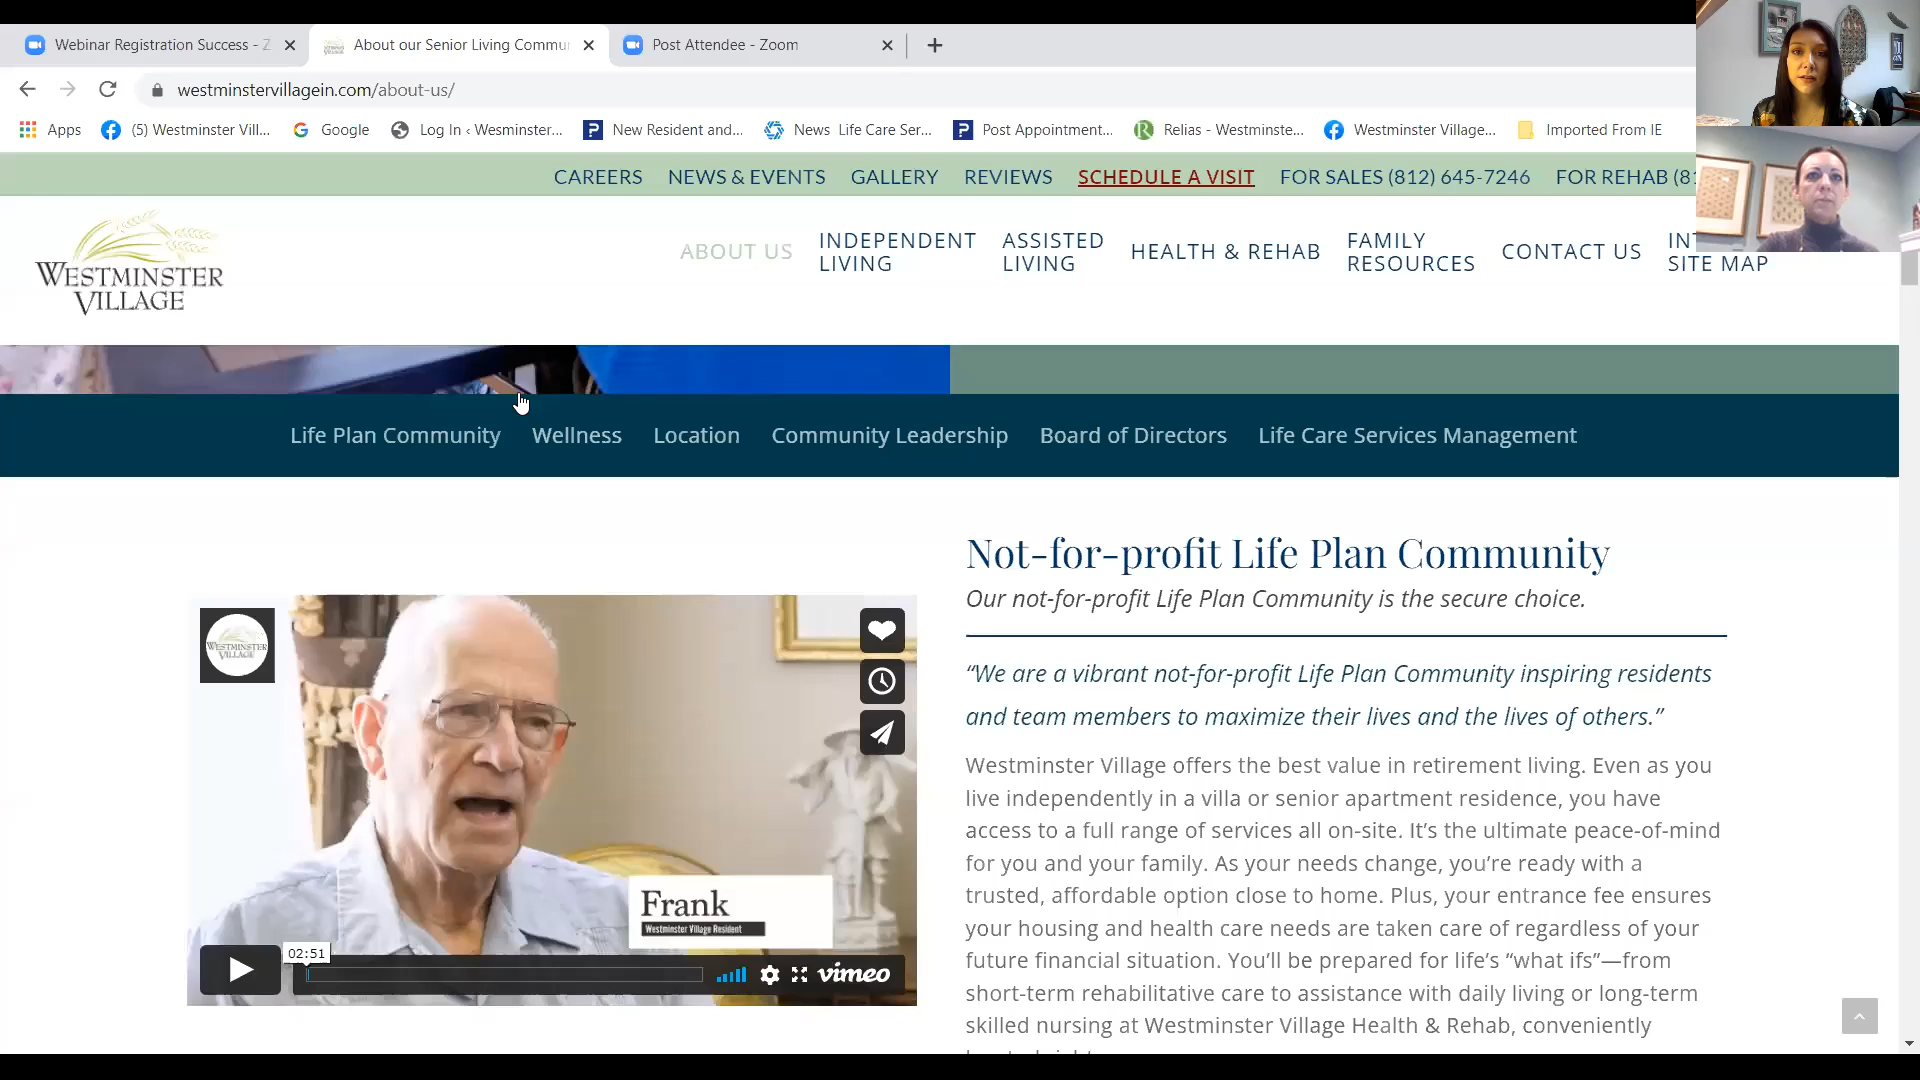 Webinar Registration Success - Z
About our Senior Living Commu
Post Attendee - Zoom
westminstervillagein.com/about-us/
Apps
(5) Westminster Vill...
Google
Log In ‹ Wesminster...
New Resident and...
News Life Care Ser...
Post Appointment...
Relias - Westminste...
Westminster Village...
Imported From IE
CAREERS NEWS & EVENTS GALLERY REVIEWS SCHEDULE A VISIT FOR SALES (812) 645-7246 FOR REHAB (81
WESTMINSTER
VILLAGE
ABOUT US
INDEPENDENT
LIVING
ASSISTED
LIVING
HEALTH & REHAB
FAMILY
RESOURCES
CONTACT US
INT
SITE MAP
Life Plan Community Wellness Location Community Leadership Board of Directors Life Care Services Management
WESTMINSTER
VILLAGE
Frank
Westminster Village Resident
02:51
vimeo
Not-for-profit Life Plan Community
Our not-for-profit Life Plan Community is the secure choice.
“We are a vibrant not-for-profit Life Plan Community inspiring residents
and team members to maximize their lives and the lives of others.”
Westminster Village offers the best value in retirement living. Even as you
live independently in a villa or senior apartment residence, you have
access to a full range of services all on-site. It’s the ultimate peace-of-mind
for you and your family. As your needs change, you’re ready with a
trusted, affordable option close to home. Plus, your entrance fee ensures
your housing and health care needs are taken care of regardless of your
future financial situation. You’ll be prepared for life’s “what ifs”—from
short-term rehabilitative care to assistance with daily living or long-term
skilled nursing at Westminster Village Health & Rehab, conveniently